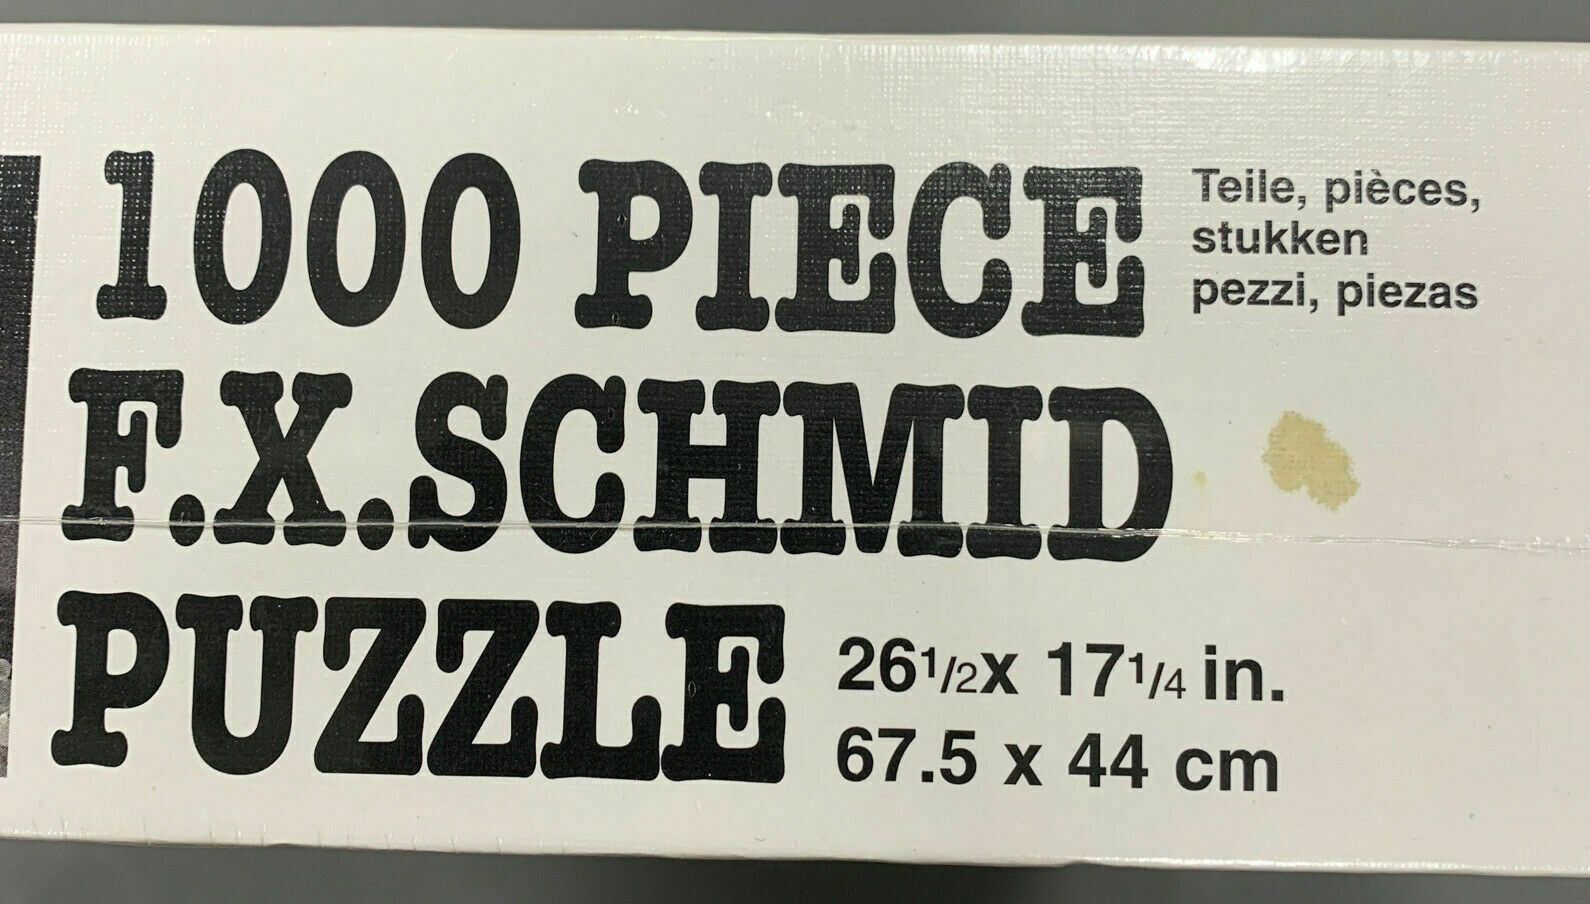 1000 PIECE
Teile, pièces,
stukken
pezzi, piezas
F.X.SCHMID
PUZZLE
26 1/2 x 17 1/4 in.
67.5 x 44 cm